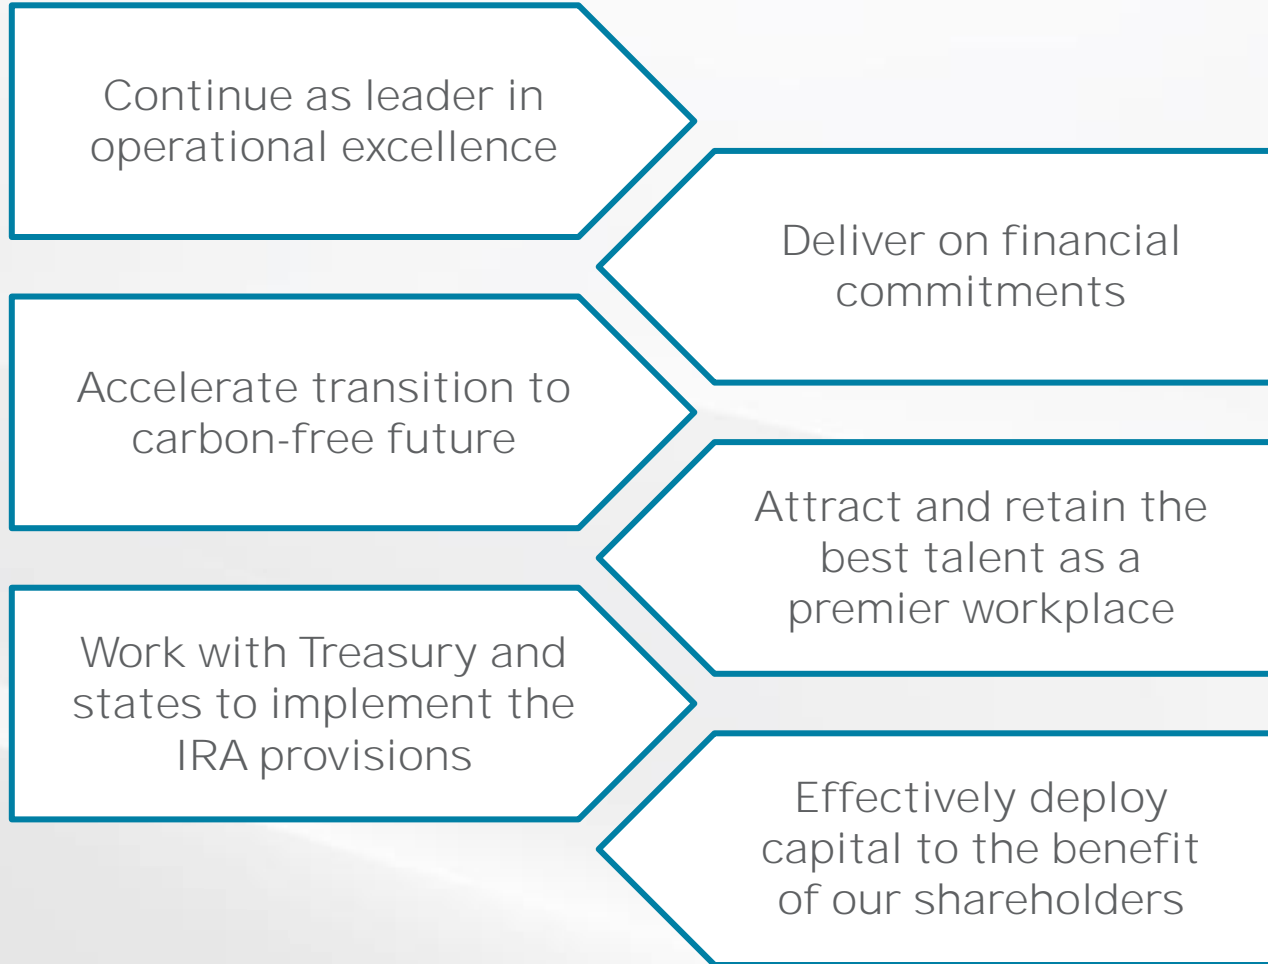 Continue as leader in
operational excellence
Deliver on financial
commitments
Accelerate transition to
carbon-free future
Attract and retain the
best talent as a
premier workplace
Work with Treasury and
states to implement the
IRA provisions
Effectively deploy
capital to the benefit
of our shareholders